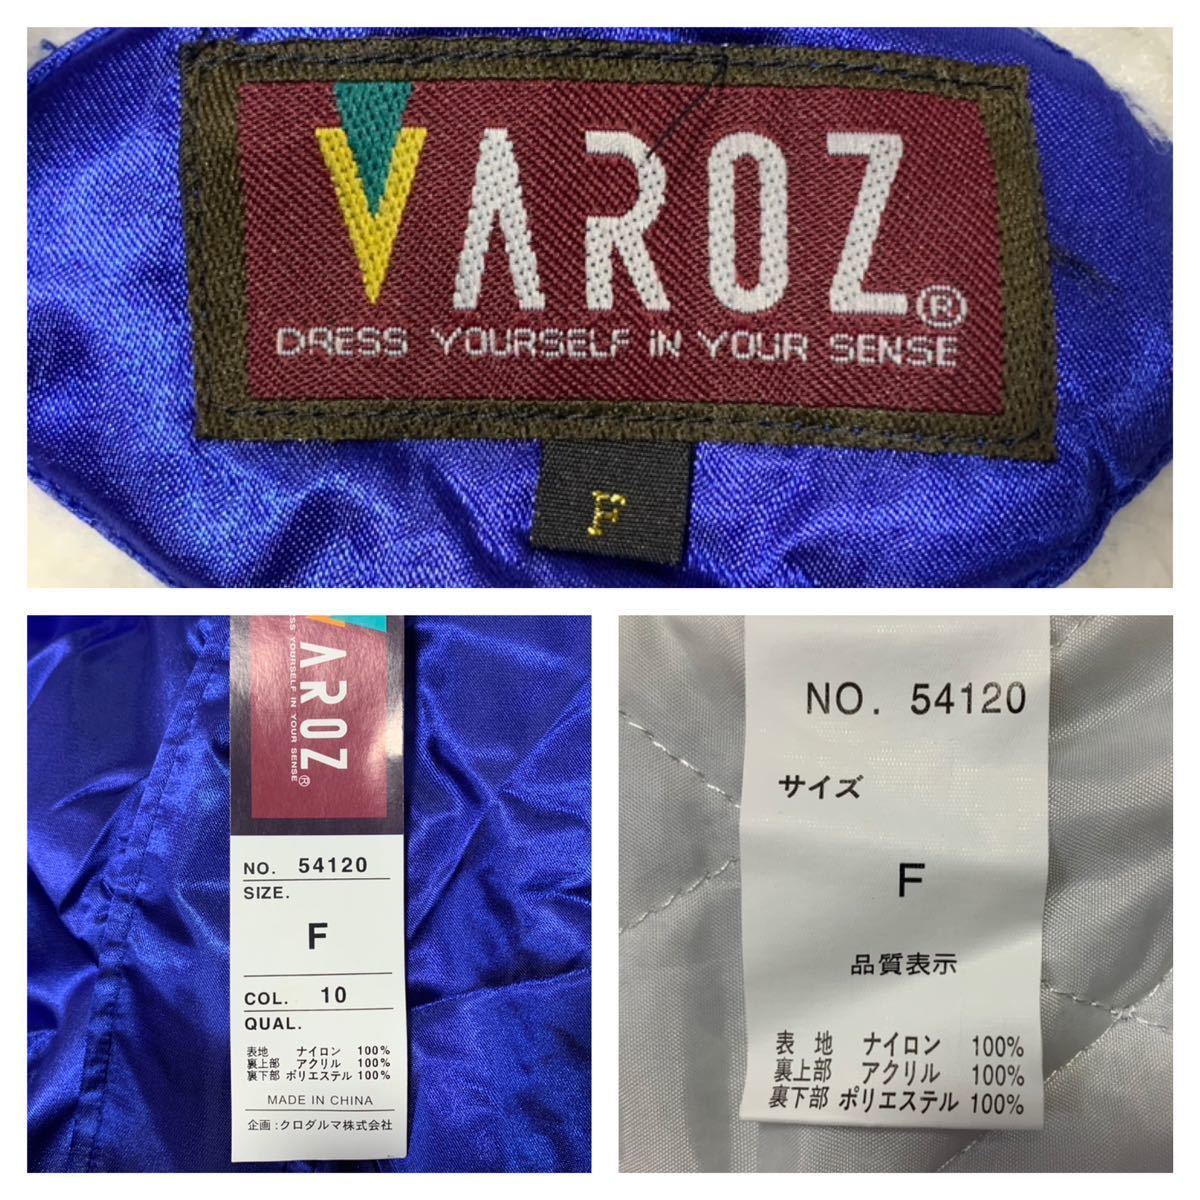 VAROZ®
DRESS YOURSELF iN YOUR SENSE
F
AROZ®
ESS YOURSELF IN YOUR SENSE
NO. 54120
SIZE.
F
COL. 10
QUAL.
表地 ナイロン 100%
裏上部 アクリル 100%
裏下部 ポリエステル 100%
MADE IN CHINA
企画:クロダルマ株式会社
NO. 54120
サイズ
F
品質表示
表 地 ナイロン 100%
裏上部 アクリル 100%
裏下部 ポリエステル 100%